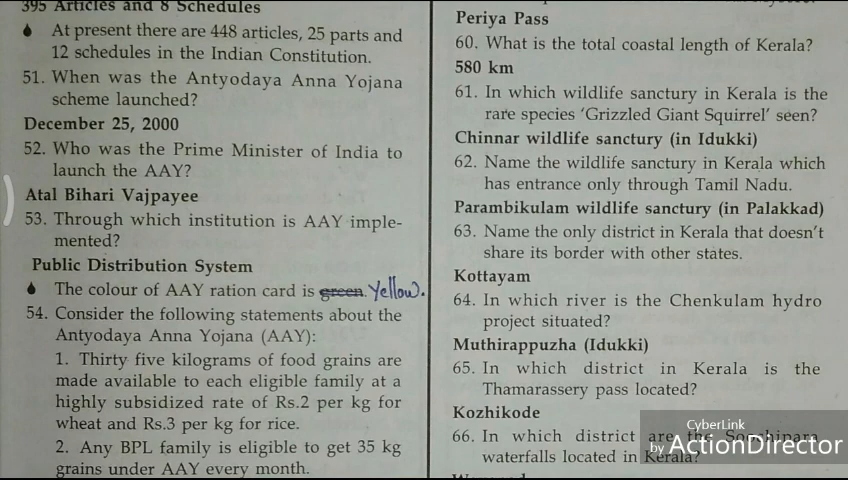 395 Articles and 8 Schedules
At present there are 448 articles, 25 parts and
12 schedules in the Indian Constitution.
51. When was the Antyodaya Anna Yojana
scheme launched?
December 25, 2000
52. Who was the Prime Minister of India to
launch the AAY?
Atal Bihari Vajpayee
53. Through which institution is AAY imple-
mented?
Public Distribution System
The colour of AAY ration card is green Yellow.
54. Consider the following statements about the
Antyodaya Anna Yojana (AAY):
1. Thirty five kilograms of food grains are
made available to each eligible family at a
highly subsidized rate of Rs.2 per kg for
wheat and Rs.3 per kg for rice.
2. Any BPL family is eligible to get 35 kg
grains under AAY every month.
Periya Pass
60. What is the total coastal length of Kerala?
580 km
61. In which wildlife sanctury in Kerala is the
rare species ‘Grizzled Giant Squirrel’ seen?
Chinnar wildlife sanctury (in Idukki)
62. Name the wildlife sanctury in Kerala which
has entrance only through Tamil Nadu.
Parambikulam wildlife sanctury (in Palakkad)
63. Name the only district in Kerala that doesn’t
share its border with other states.
Kottayam
64. In which river is the Chenkulam hydro
project situated?
Muthirappuzha (Idukki)
65. In which district in Kerala is the
Thamarassery pass located?
Kozhikode
66. In which district are the Soochipara
waterfalls located in Kerala?
CyberLink
by ActionDirector